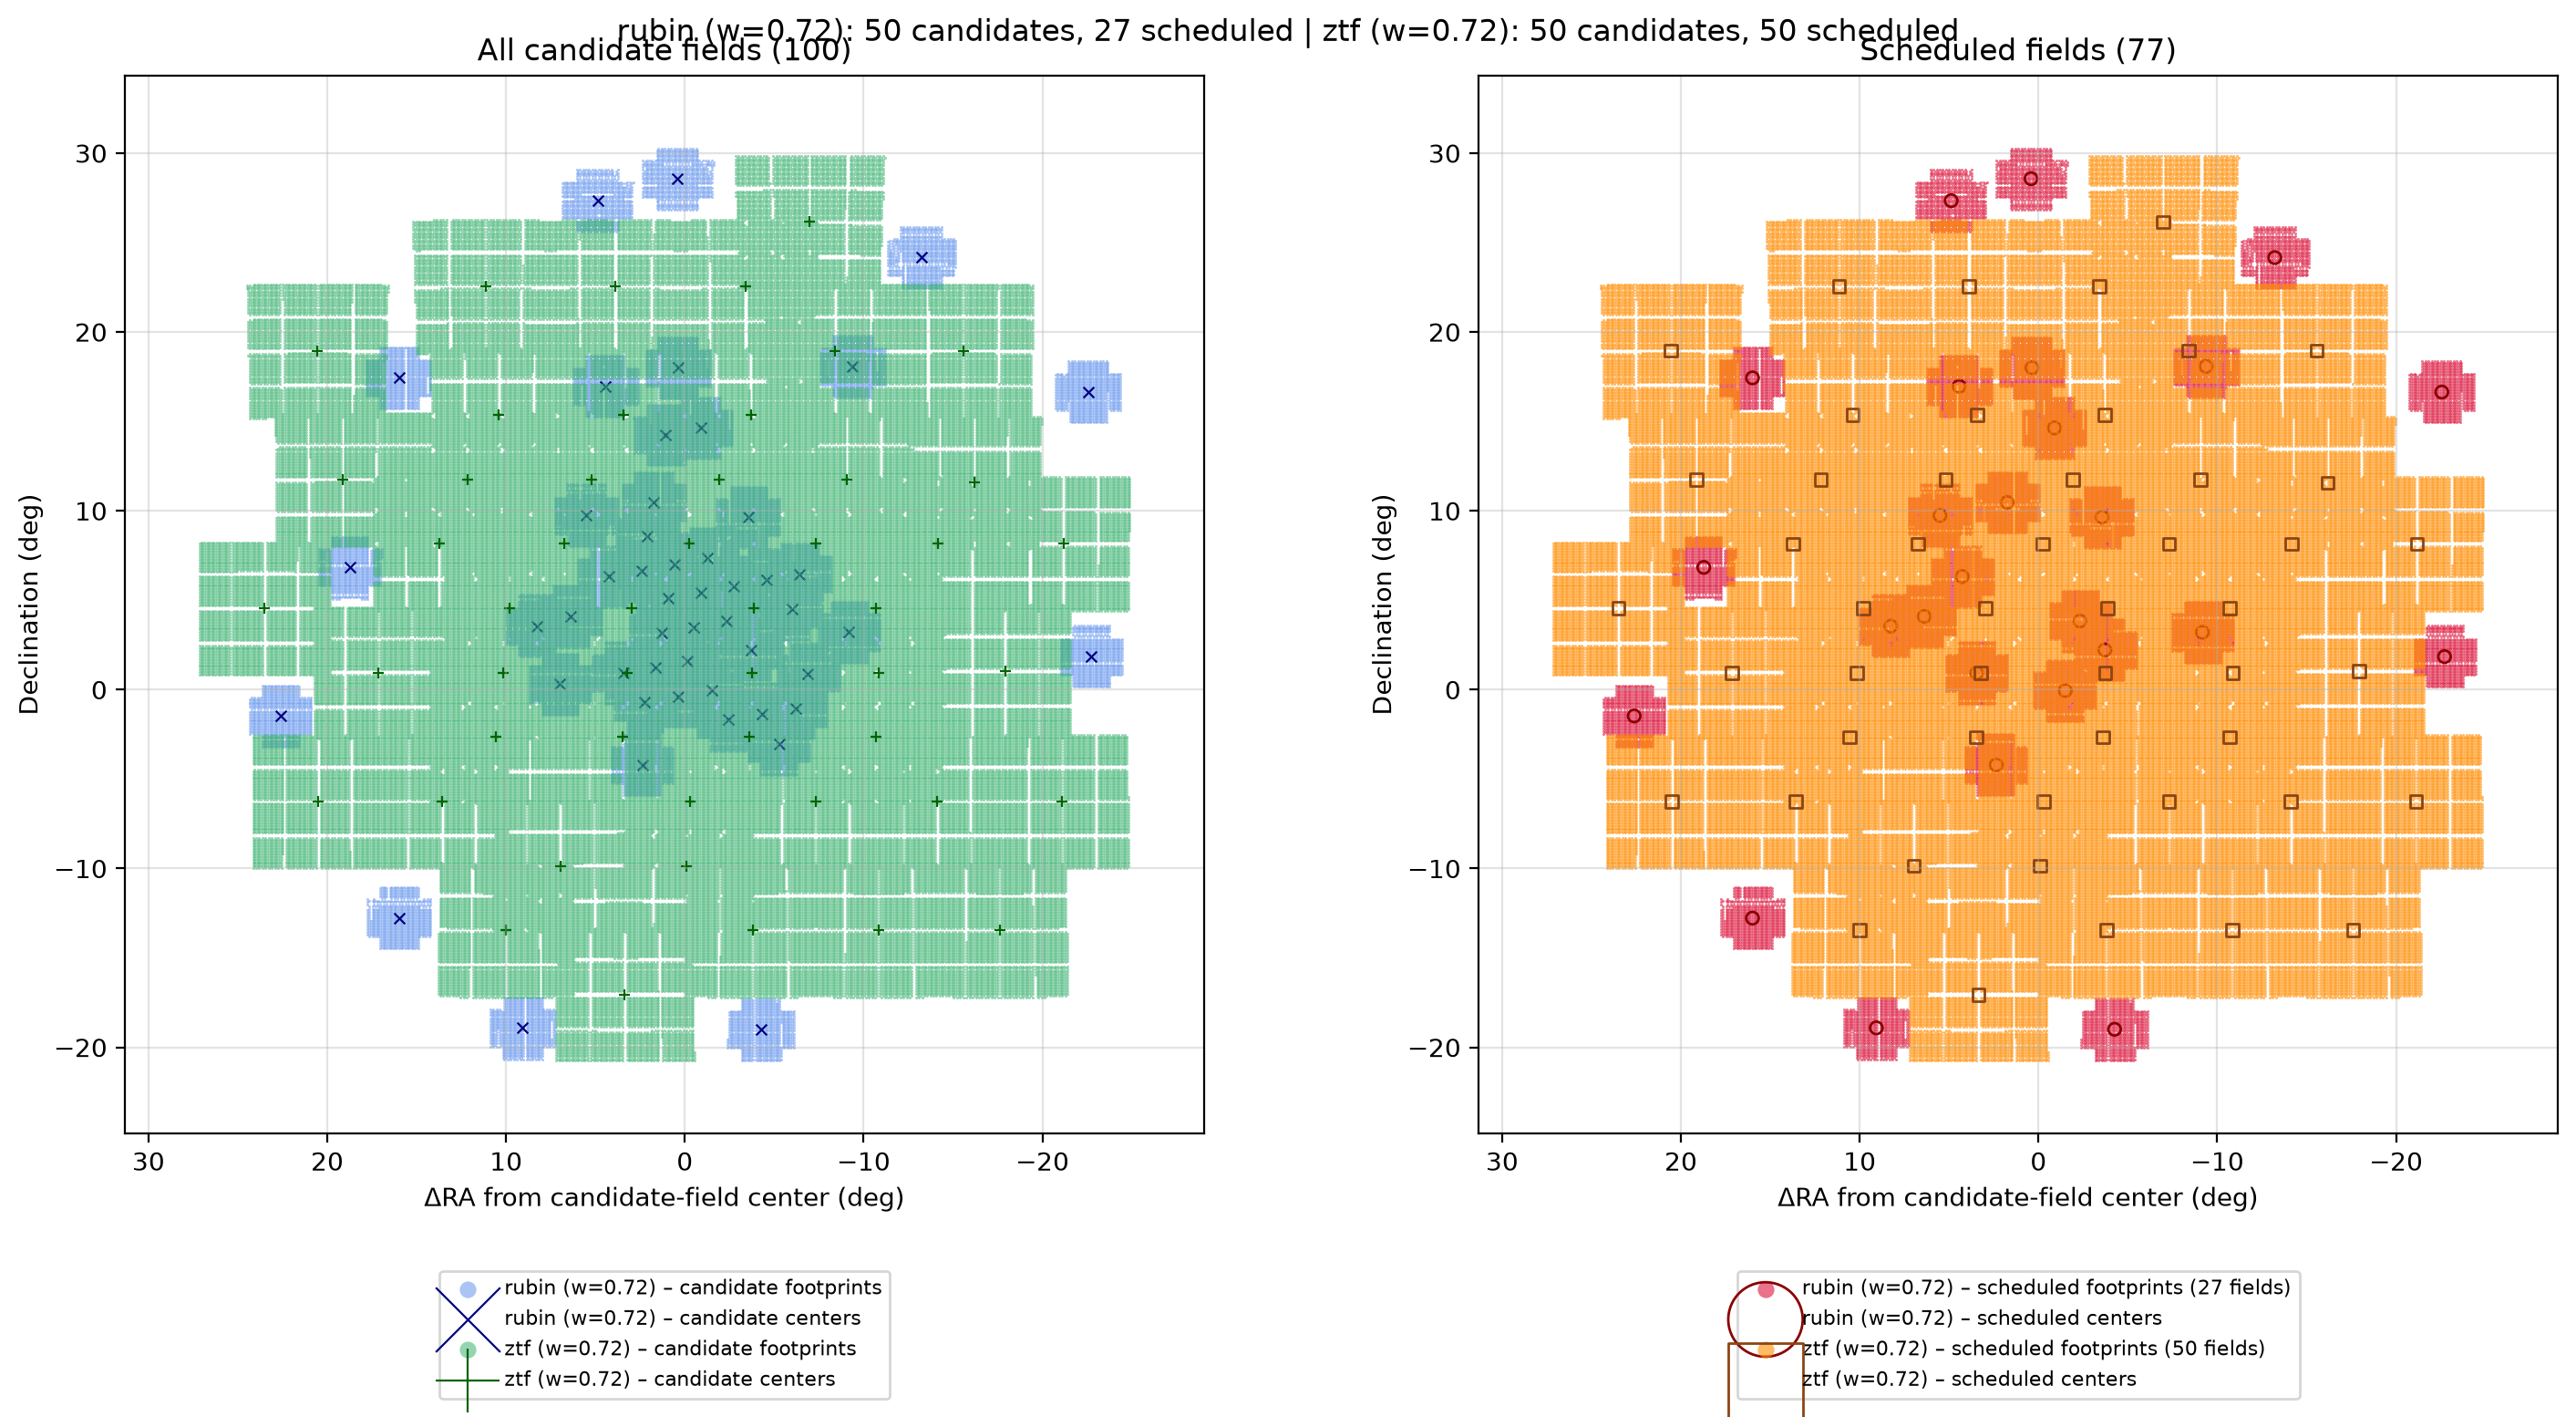 rubin (w=0.72): 50 candidates, 27 scheduled | ztf (w=0.72): 50 candidates, 50 scheduled
All candidate fields (100)
Scheduled fields (77)
30
20
10
0
−10
−20
Declination (deg)
30
20
10
0
−10
−20
ΔRA from candidate-field center (deg)
30
20
10
0
−10
−20
Declination (deg)
30
20
10
0
−10
−20
ΔRA from candidate-field center (deg)
rubin (w=0.72) – candidate footprints
rubin (w=0.72) – candidate centers
ztf (w=0.72) – candidate footprints
ztf (w=0.72) – candidate centers
rubin (w=0.72) – scheduled footprints (27 fields)
rubin (w=0.72) – scheduled centers
ztf (w=0.72) – scheduled footprints (50 fields)
ztf (w=0.72) – scheduled centers